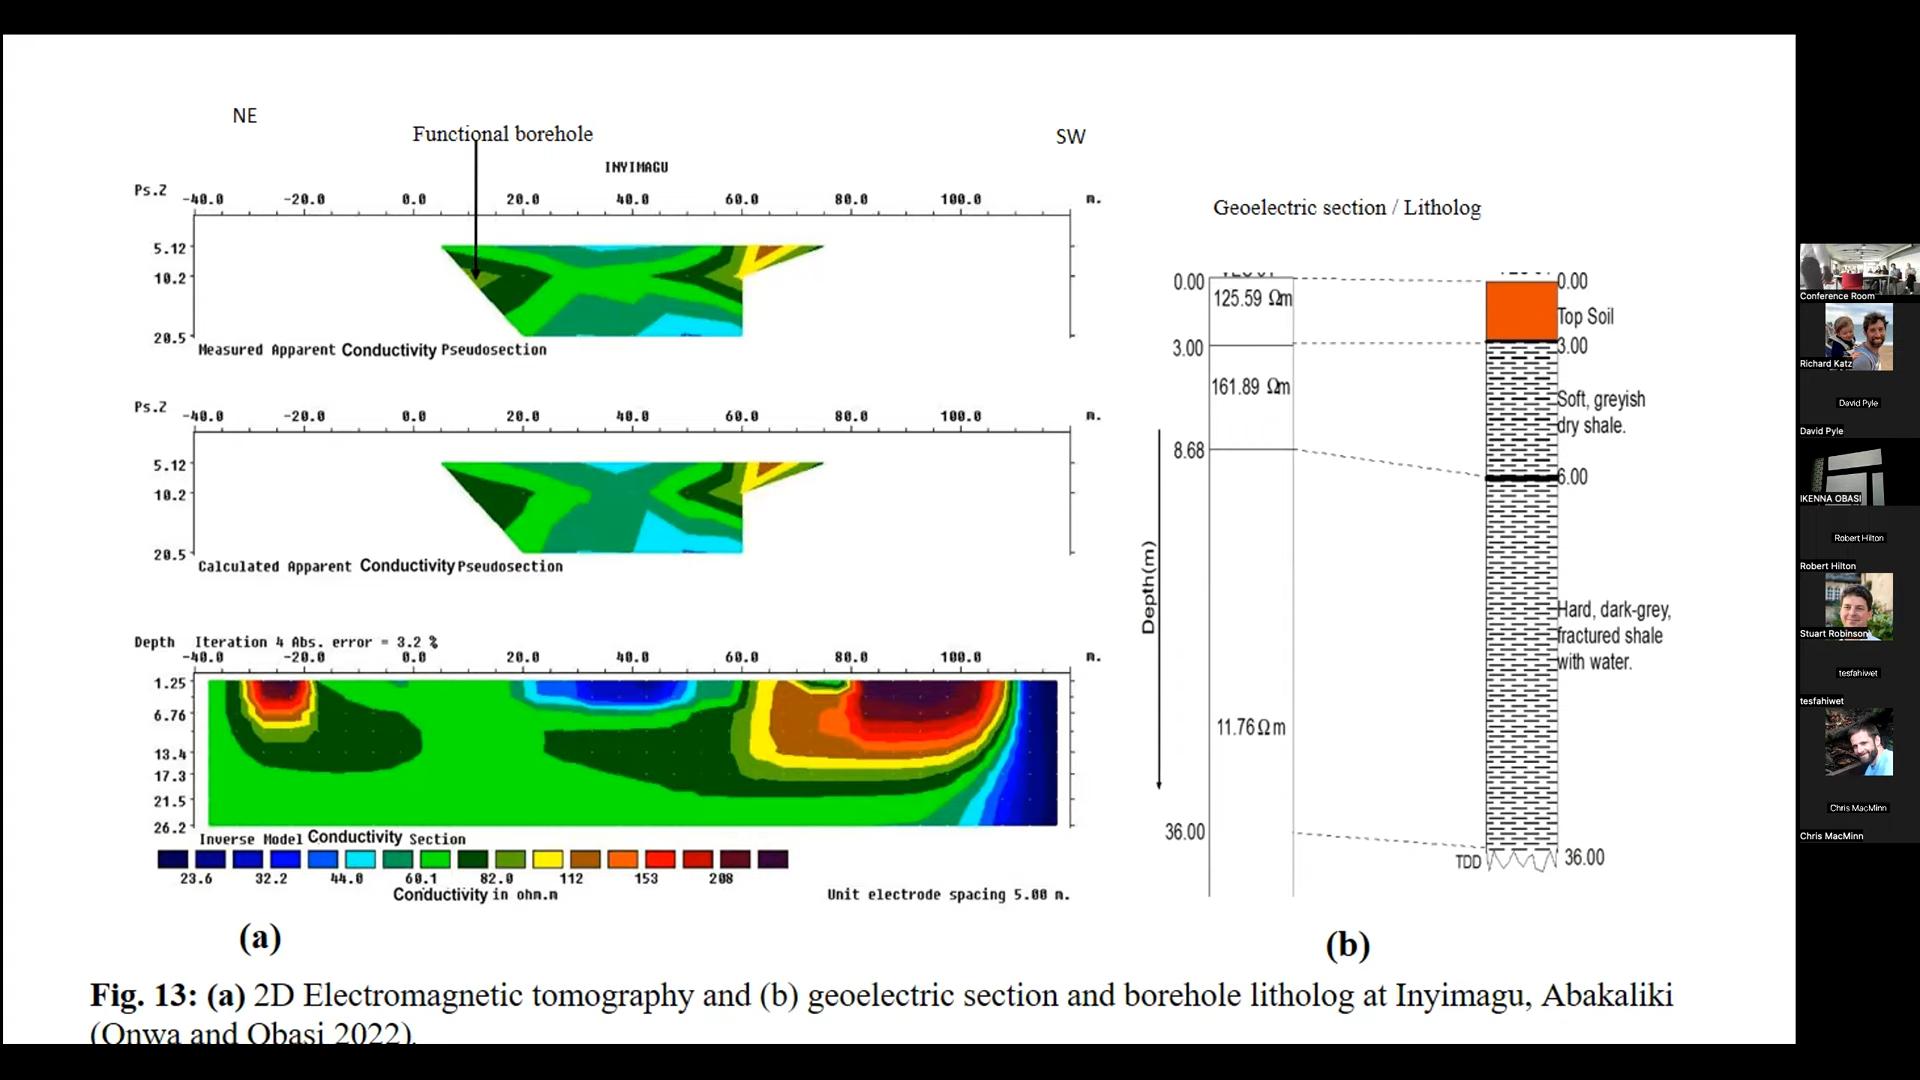 NE
Functional borehole
SW
INYIMAGU
Ps.Z
-40.0 -20.0 0.0 20.0 40.0 60.0 80.0 100.0 m.
5.12
10.2
20.5
Measured Apparent Conductivity Pseudosection
Ps.Z
-40.0 -20.0 0.0 20.0 40.0 60.0 80.0 100.0 m.
5.12
10.2
20.5
Calculated Apparent Conductivity Pseudosection
Depth Iteration 4 Abs. error = 3.2 %
-40.0 -20.0 0.0 20.0 40.0 60.0 80.0 100.0 m.
1.25
6.76
13.4
17.3
21.5
26.2
Inverse Model Conductivity Section
23.6 32.2 44.0 60.1 82.0 112 153 208
Conductivity in ohm.m
Unit electrode spacing 5.00 m.
(a)
Geoelectric section / Litholog
0.00
125.59 Ωm
3.00
161.89 Ωm
8.68
Depth(m)
11.76 Ωm
36.00
0.00
Top Soil
3.00
Soft, greyish
dry shale.
6.00
Hard, dark-grey,
fractured shale
with water.
TDD
36.00
(b)
Fig. 13: (a) 2D Electromagnetic tomography and (b) geoelectric section and borehole litholog at Inyimagu, Abakaliki
(Onwa and Obasi 2022).
Conference Room
Richard Katz
David Pyle
David Pyle
IKENNA OBASI
Robert Hilton
Robert Hilton
Stuart Robinson
tesfahiwet
tesfahiwet
Chris MacMinn
Chris MacMinn